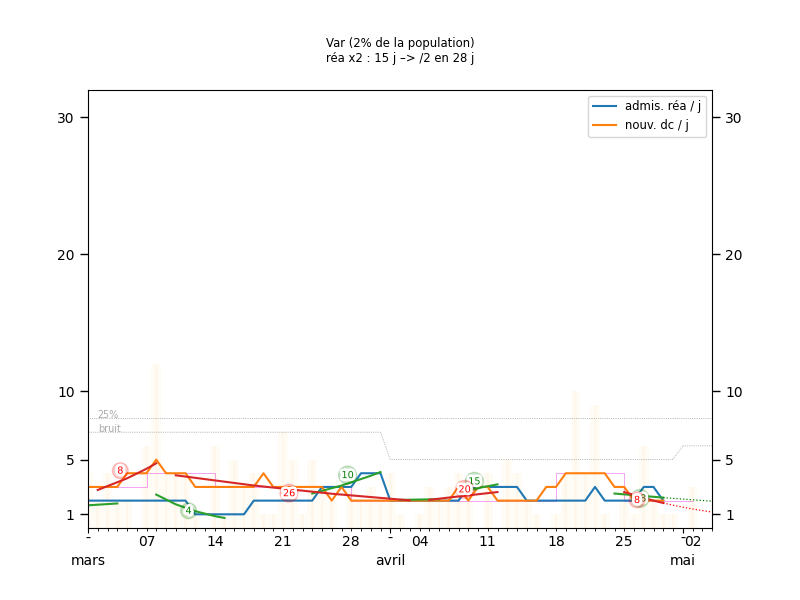 Var (2% de la population)
réa x2 : 15 j –> /2 en 28 j
admis. réa / j
nouv. dc / j
30 30
20 20
10 10
25%
bruit
5 5
8 4 26 10 20 15 8
1 1
- 07 14 21 28 - 04 11 18 25 02
mars avril mai